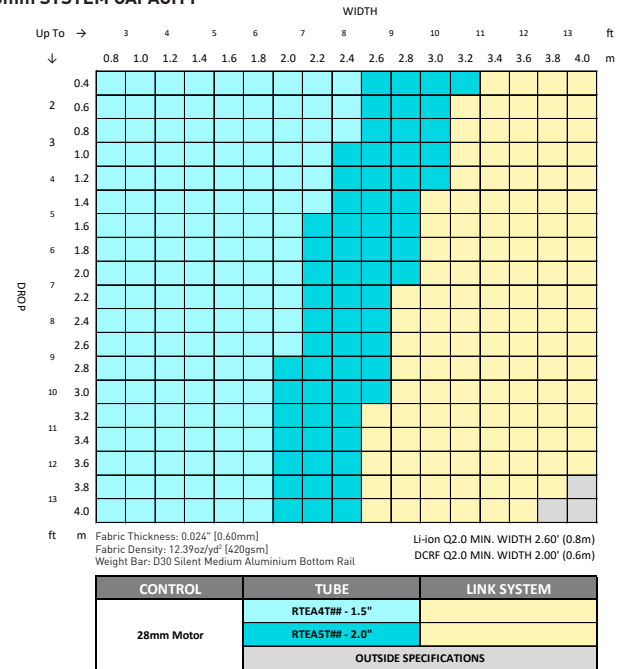 mm SYSTEM CAPACITY
WIDTH
Up To → 3 4 5 6 7 8 9 10 11 12 13 ft
↓ 0.8 1.0 1.2 1.4 1.6 1.8 2.0 2.2 2.4 2.6 2.8 3.0 3.2 3.4 3.6 3.8 4.0 m
0.4
2 0.6
0.8
3
1.0
4 1.2
1.4
5
1.6
6 1.8
2.0
DROP
7
2.2
8 2.4
2.6
9
2.8
10 3.0
3.2
11
3.4
12 3.6
3.8
13
4.0
ft m
Fabric Thickness: 0.024" [0.60mm]
Fabric Density: 12.39oz/yd² [420gsm]
Weight Bar: D30 Silent Medium Aluminium Bottom Rail
Li-ion Q2.0 MIN. WIDTH 2.60' (0.8m)
DCRF Q2.0 MIN. WIDTH 2.00' (0.6m)
CONTROL TUBE LINK SYSTEM
28mm Motor
RTEA4T## - 1.5"
RTEA5T## - 2.0"
OUTSIDE SPECIFICATIONS